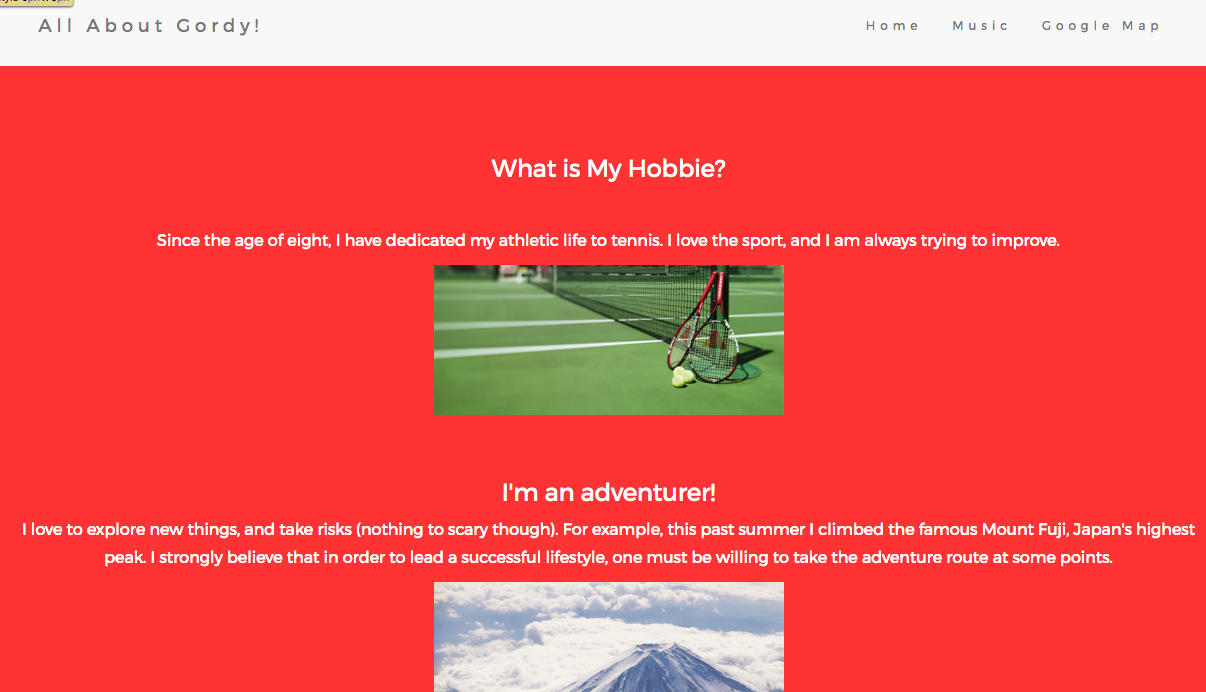 All About Gordy!
Home Music Google Map
What is My Hobbie?
Since the age of eight, I have dedicated my athletic life to tennis. I love the sport, and I am always trying to improve.
I'm an adventurer!
I love to explore new things, and take risks (nothing to scary though). For example, this past summer I climbed the famous Mount Fuji, Japan's highest
peak. I strongly believe that in order to lead a successful lifestyle, one must be willing to take the adventure route at some points.